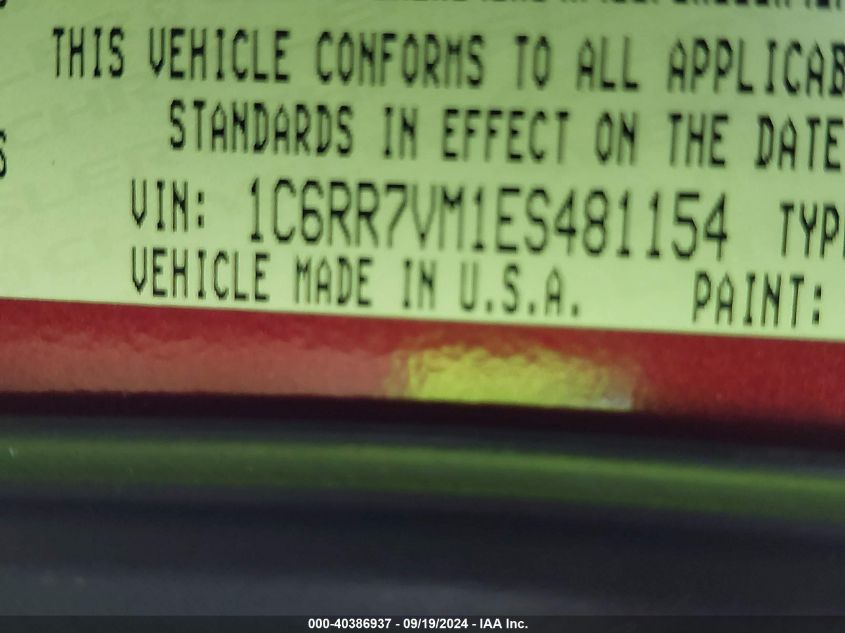 THIS VEHICLE CONFORMS TO ALL APPLICAB
STANDARDS IN EFFECT ON THE DATE
S
VIN: 1C6RR7VM1ES481154 TYP
VEHICLE MADE IN U.S.A. PAINT:
000-40386937 - 09/19/2024 - IAA Inc.